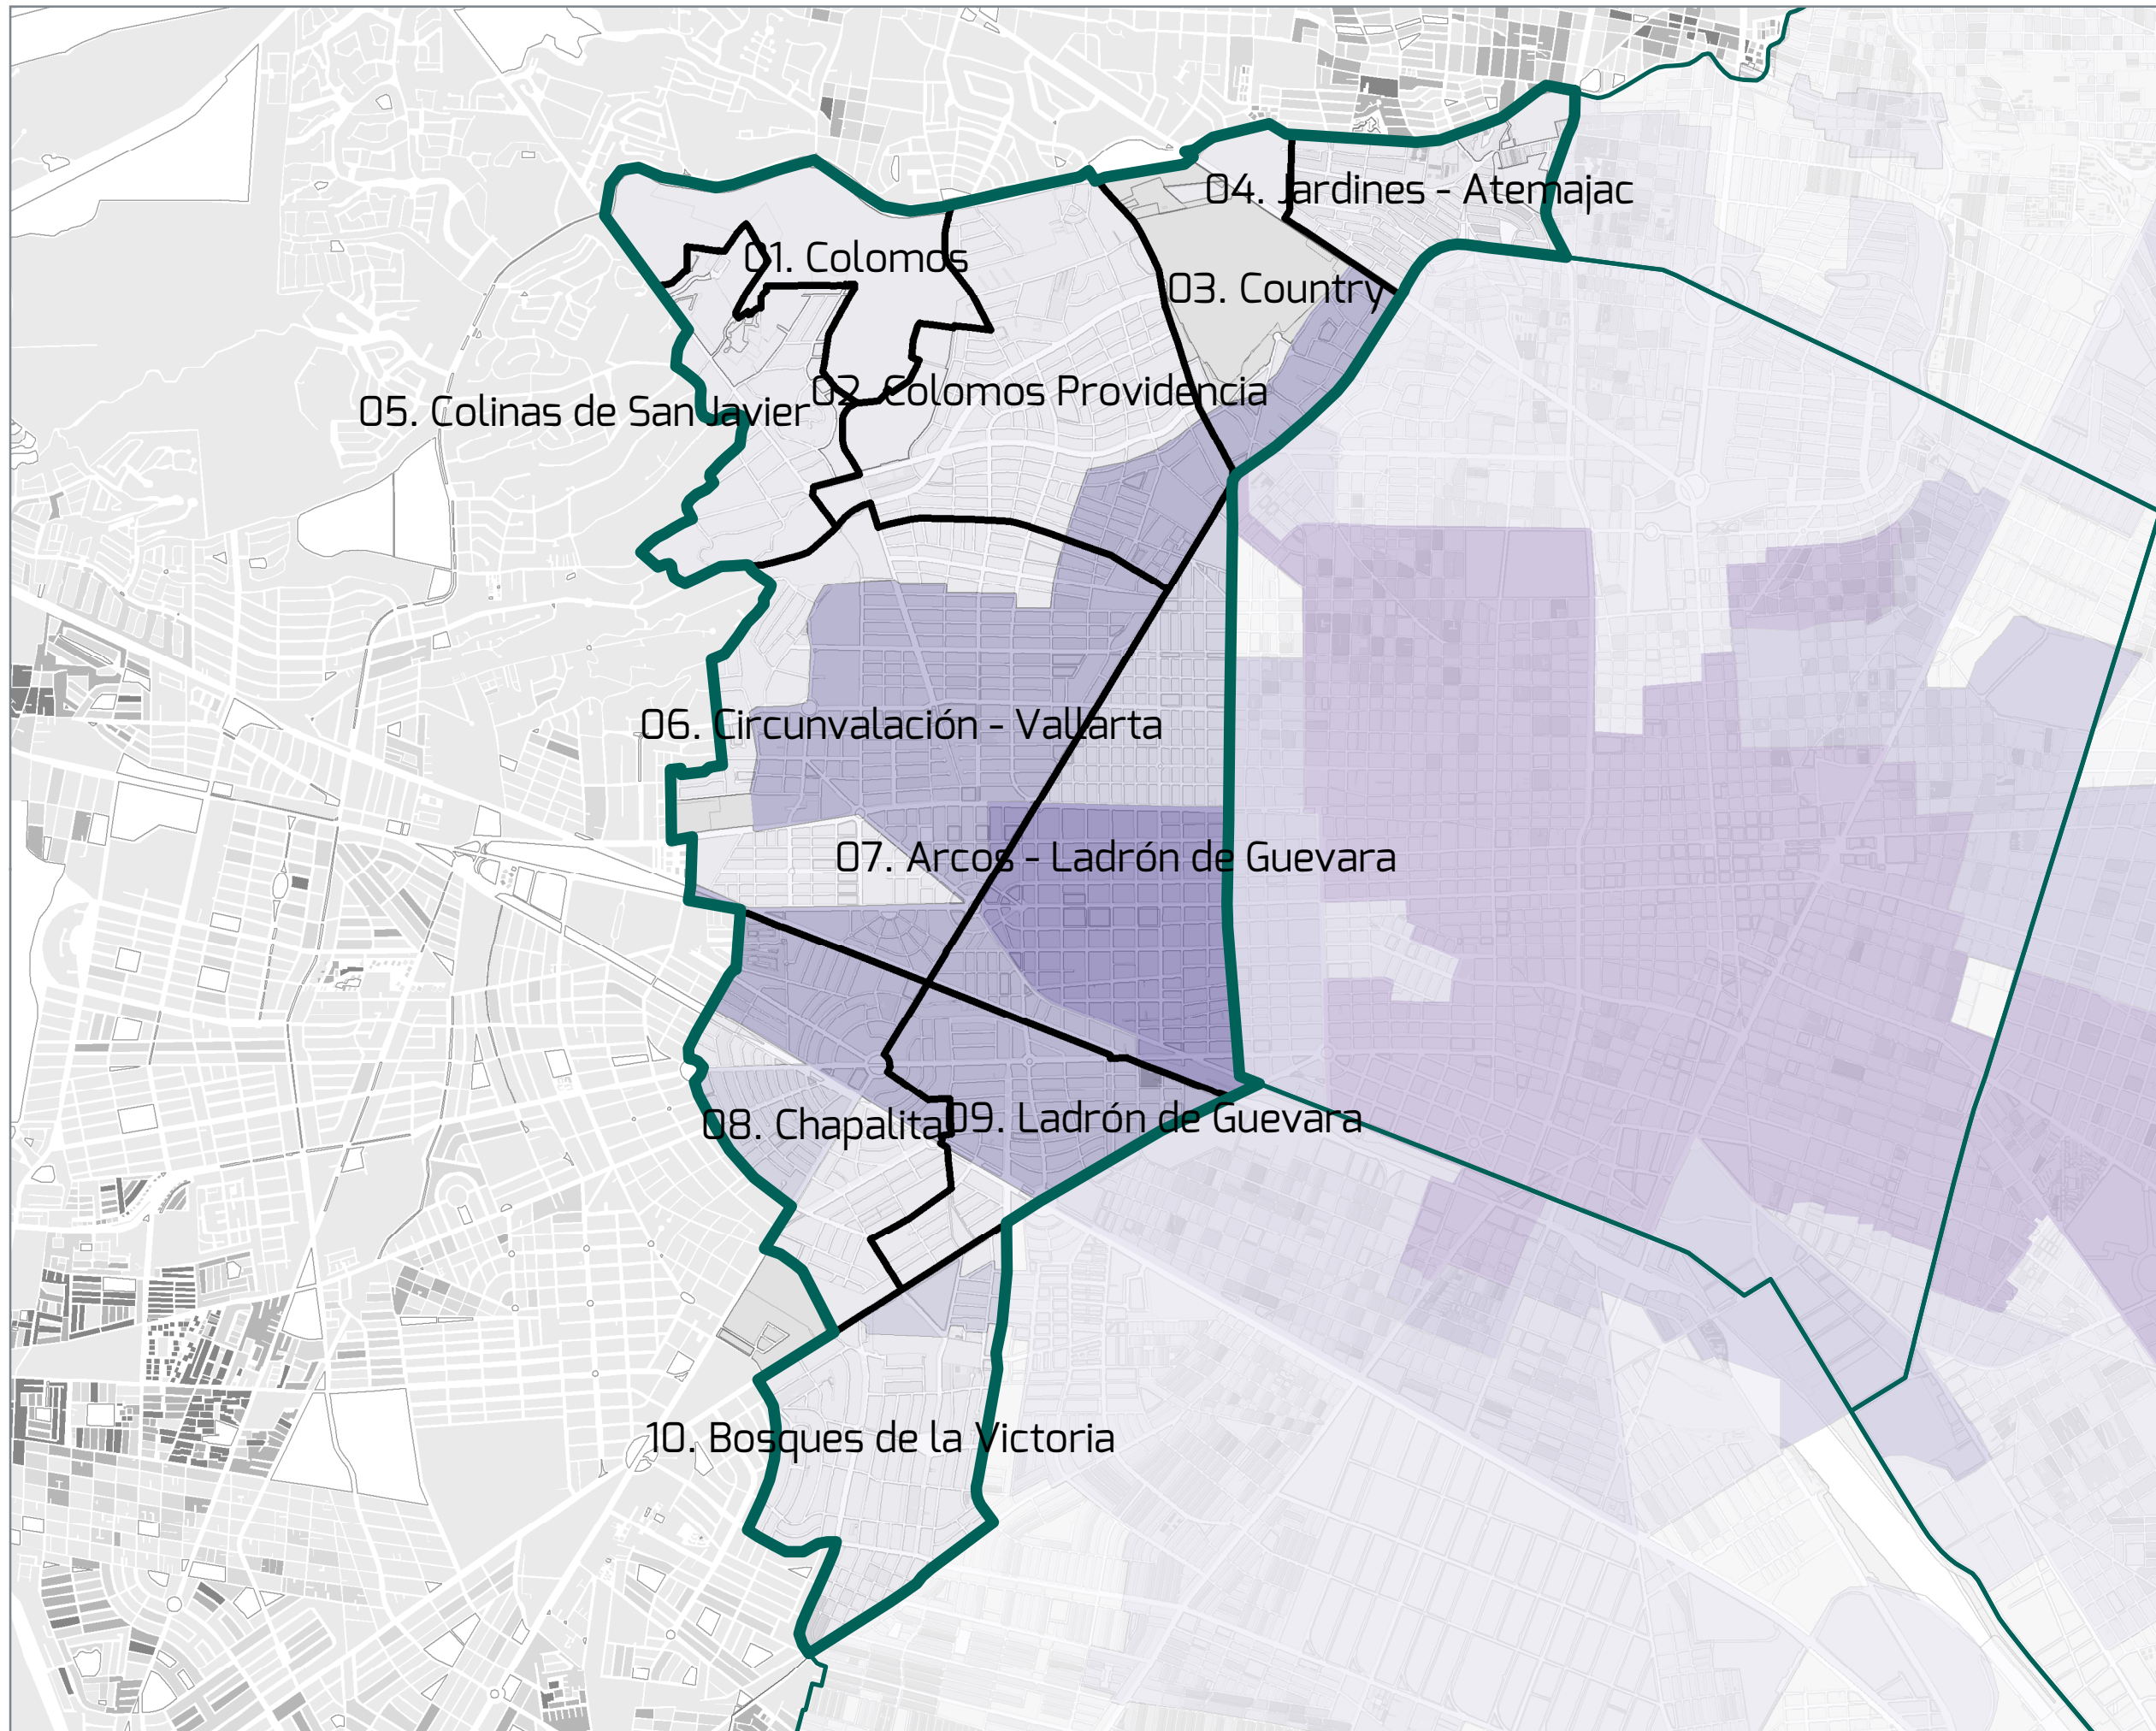 04. Jardines - Atemajac
01. Colomos
03. Country
02. Colomos Providencia
05. Colinas de San Javier
06. Circunvalación - Vallarta
07. Arcos - Ladrón de Guevara
08. Chapalita
09. Ladrón de Guevara
10. Bosques de la Victoria